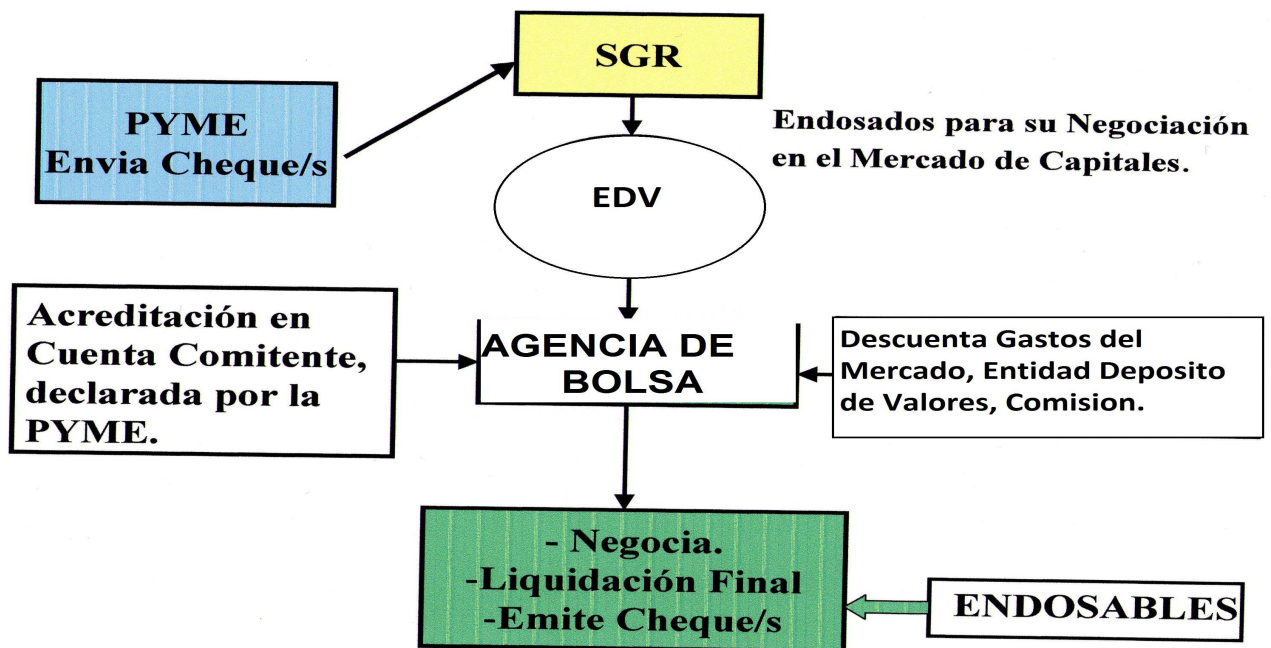 SGR
PYME
Envia Cheque/s
Endosados para su Negociación
en el Mercado de Capitales.
EDV
Acreditación en
Cuenta Comitente,
declarada por la
PYME.
AGENCIA DE
BOLSA
Descuenta Gastos del
Mercado, Entidad Deposito
de Valores, Comision.
- Negocia.
-Liquidación Final
-Emite Cheque/s
ENDOSABLES